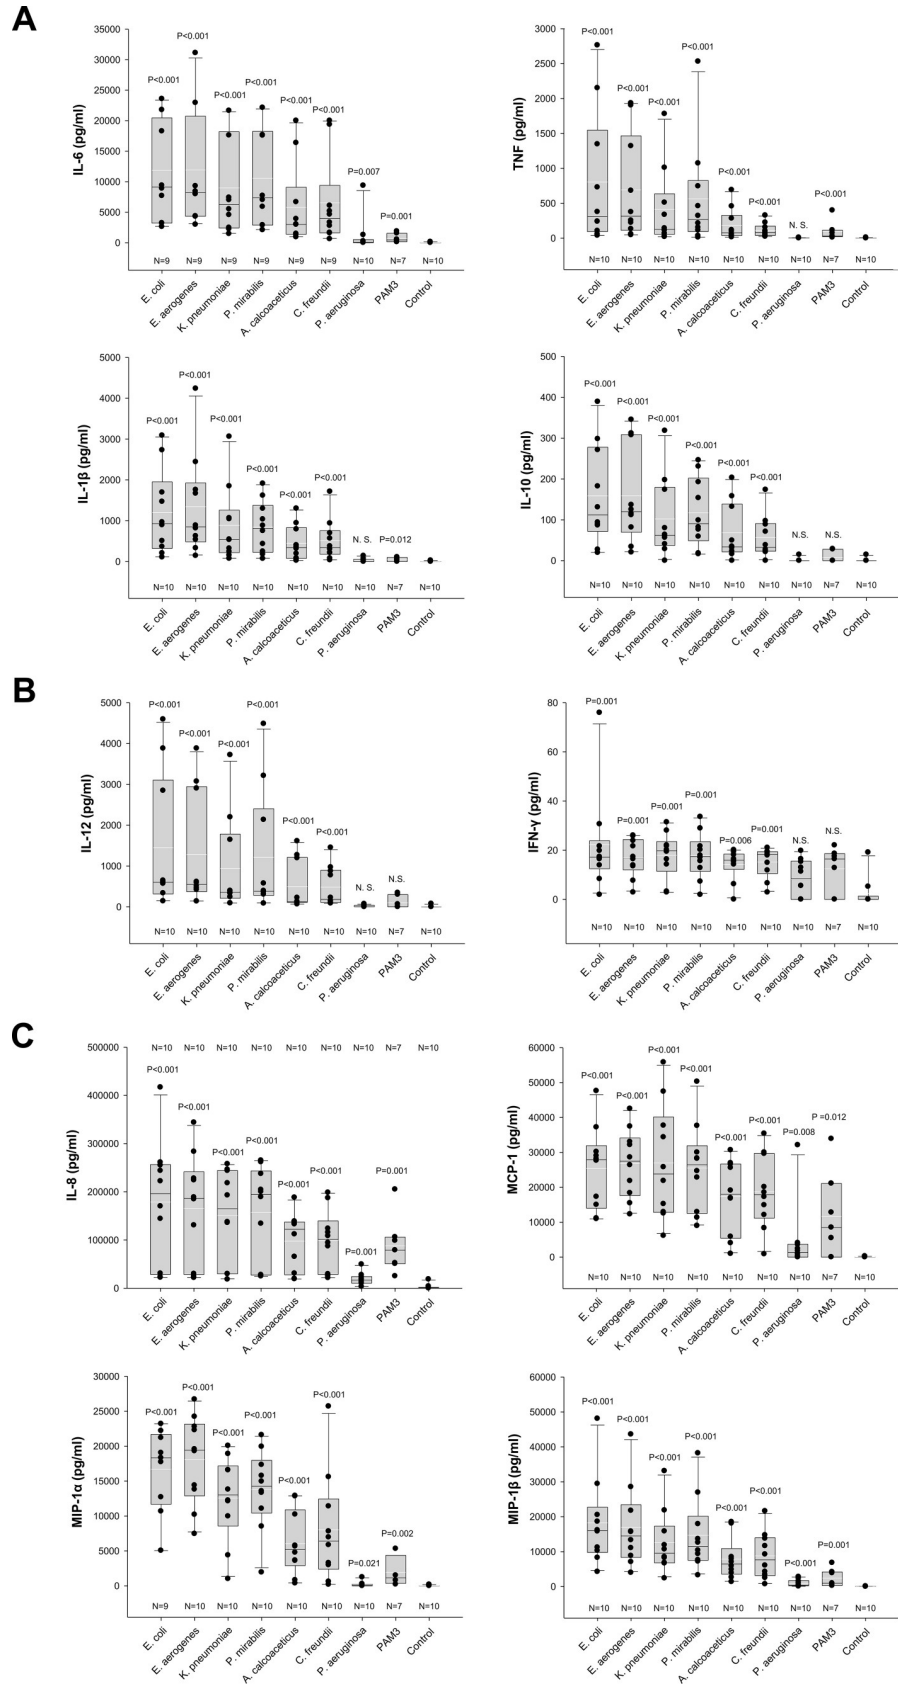 A
35000
30000
25000
20000
15000
10000
5000
0
IL-6 (pg/ml)
P<0.001
P<0.001
P<0.001
P<0.001
P<0.001
P<0.001
P=0.007
P=0.001
N=9
N=9
N=9
N=9
N=9
N=9
N=10
N=7
N=10
E. coli
E. aerogenes
K. pneumoniae
P. mirabilis
A. calcoaceticus
C. freundii
P. aeruginosa
PAM3
Control
3000
2500
2000
1500
1000
500
0
TNF (pg/ml)
P<0.001
P<0.001
P<0.001
P<0.001
P<0.001
P<0.001
N. S.
P<0.001
N=10
N=10
N=10
N=10
N=10
N=10
N=10
N=7
N=10
E. coli
E. aerogenes
K. pneumoniae
P. mirabilis
A. calcoaceticus
C. freundii
P. aeruginosa
PAM3
Control
5000
4000
3000
2000
1000
0
IL-1β (pg/ml)
P<0.001
P<0.001
P<0.001
P<0.001
P<0.001
P<0.001
N. S.
P=0.012
N=10
N=10
N=10
N=10
N=10
N=10
N=10
N=7
N=10
E. coli
E. aerogenes
K. pneumoniae
P. mirabilis
A. calcoaceticus
C. freundii
P. aeruginosa
PAM3
Control
500
400
300
200
100
0
IL-10 (pg/ml)
P<0.001
P<0.001
P<0.001
P<0.001
P<0.001
P<0.001
N.S.
N.S.
N=10
N=10
N=10
N=10
N=10
N=10
N=10
N=7
N=10
E. coli
E. aerogenes
K. pneumoniae
P. mirabilis
A. calcoaceticus
C. freundii
P. aeruginosa
PAM3
Control
B
5000
4000
3000
2000
1000
0
IL-12 (pg/ml)
P<0.001
P<0.001
P<0.001
P<0.001
P<0.001
P<0.001
N. S.
N.S.
N=10
N=10
N=10
N=10
N=10
N=10
N=10
N=7
N=10
E. coli
E. aerogenes
K. pneumoniae
P. mirabilis
A. calcoaceticus
C. freundii
P. aeruginosa
PAM3
Control
80
60
40
20
0
IFN-γ (pg/ml)
P=0.001
P=0.001
P=0.001
P=0.001
P=0.006
P=0.001
N.S.
N.S.
N=10
N=10
N=10
N=10
N=10
N=10
N=10
N=7
N=10
E. coli
E. aerogenes
K. pneumoniae
P. mirabilis
A. calcoaceticus
C. freundii
P. aeruginosa
PAM3
Control
C
500000
400000
300000
200000
100000
0
IL-8 (pg/ml)
N=10
N=10
N=10
N=10
N=10
N=10
N=10
N=7
N=10
P<0.001
P<0.001
P<0.001
P<0.001
P<0.001
P<0.001
P=0.001
P=0.001
E. coli
E. aerogenes
K. pneumoniae
P. mirabilis
A. calcoaceticus
C. freundii
P. aeruginosa
PAM3
Control
60000
50000
40000
30000
20000
10000
0
MCP-1 (pg/ml)
P<0.001
P<0.001
P<0.001
P<0.001
P<0.001
P<0.001
P=0.008
P =0.012
N=10
N=10
N=10
N=10
N=10
N=10
N=10
N=7
N=10
E. coli
E. aerogenes
K. pneumoniae
P. mirabilis
A. calcoaceticus
C. freundii
P. aeruginosa
PAM3
Control
30000
25000
20000
15000
10000
5000
0
MIP-1α (pg/ml)
P<0.001
P<0.001
P<0.001
P<0.001
P<0.001
P<0.001
P=0.021
P=0.002
N=9
N=10
N=10
N=10
N=10
N=10
N=10
N=7
N=10
E. coli
E. aerogenes
K. pneumoniae
P. mirabilis
A. calcoaceticus
C. freundii
P. aeruginosa
PAM3
Control
60000
50000
40000
30000
20000
10000
0
MIP-1β (pg/ml)
P<0.001
P<0.001
P<0.001
P<0.001
P<0.001
P<0.001
P=0.001
P=0.001
N=10
N=10
N=10
N=10
N=10
N=10
N=10
N=7
N=10
E. coli
E. aerogenes
K. pneumoniae
P. mirabilis
A. calcoaceticus
C. freundii
P. aeruginosa
PAM3
Control